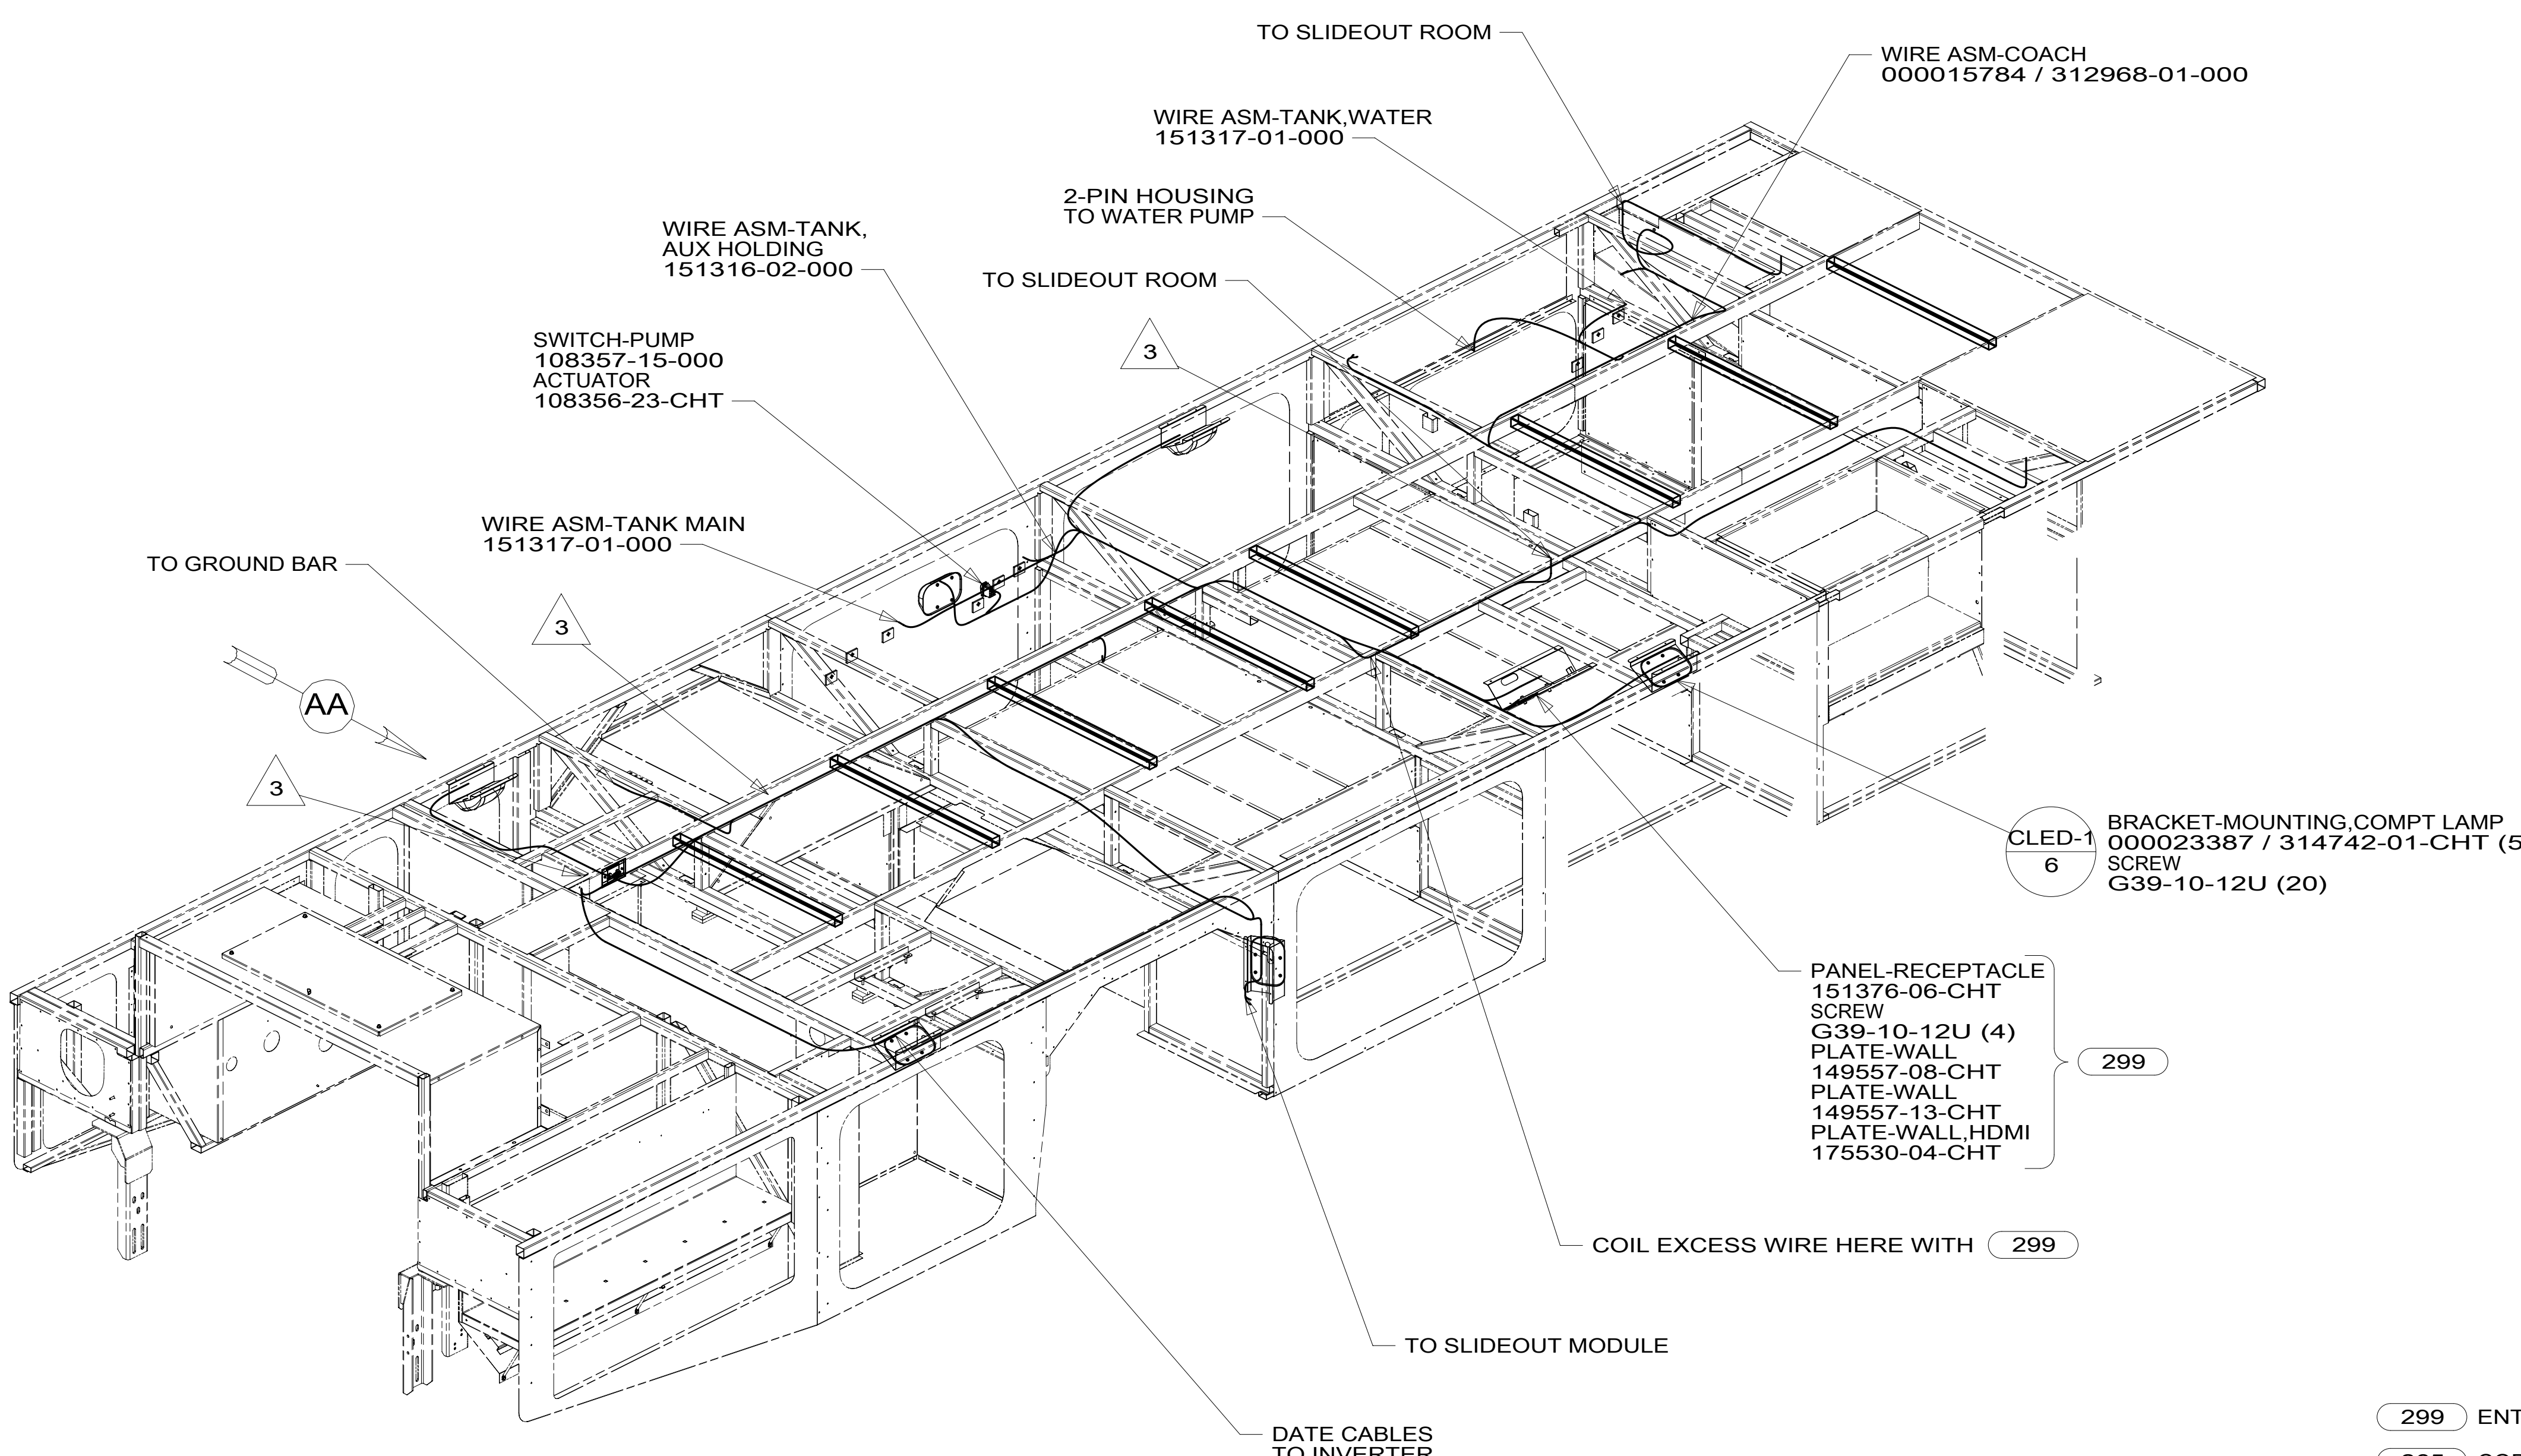 TO SLIDEOUT ROOM
WIRE ASM-COACH
000015784 / 312968-01-000
WIRE ASM-TANK,WATER
151317-01-000
2-PIN HOUSING
TO WATER PUMP
WIRE ASM-TANK,
AUX HOLDING
151316-02-000
TO SLIDEOUT ROOM
3
SWITCH-PUMP
108357-15-000
ACTUATOR
108356-23-CHT
WIRE ASM-TANK MAIN
151317-01-000
TO GROUND BAR
3
AA
3
CLED-1
6
BRACKET-MOUNTING,COMPT LAMP
000023387 / 314742-01-CHT (5
SCREW
G39-10-12U (20)
PANEL-RECEPTACLE
151376-06-CHT
SCREW
G39-10-12U (4)
PLATE-WALL
149557-08-CHT
PLATE-WALL
149557-13-CHT
PLATE-WALL,HDMI
175530-04-CHT
299
COIL EXCESS WIRE HERE WITH 299
TO SLIDEOUT MODULE
DATE CABLES
TO INVERTER
299 ENT